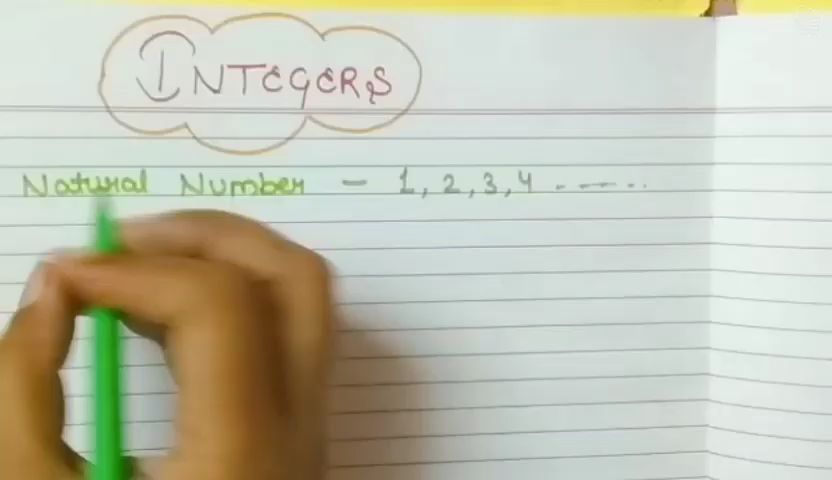 INTEGERS
Natural Number - 1, 2, 3, 4 -----..